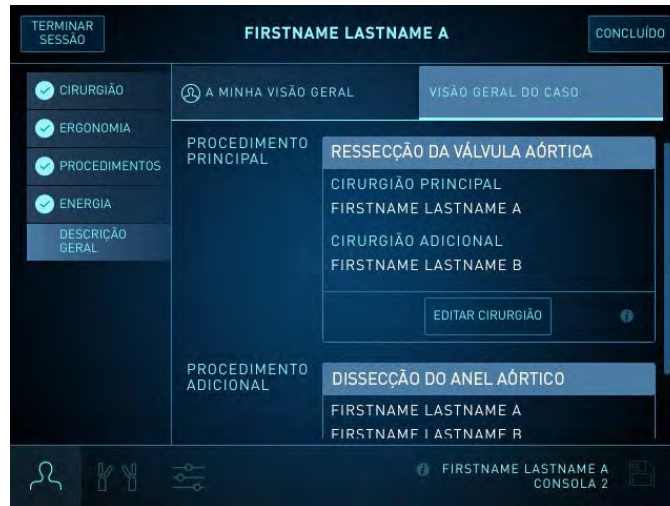 TERMINAR
SESSÃO
FIRSTNAME LASTNAME A
CONCLUÍDO
CIRURGIÃO
ERGONOMIA
PROCEDIMENTOS
ENERGIA
DESCRIÇÃO
GERAL
A MINHA VISÃO GERAL
VISÃO GERAL DO CASO
PROCEDIMENTO
PRINCIPAL
RESSECÇÃO DA VÁLVULA AÓRTICA
CIRURGIÃO PRINCIPAL
FIRSTNAME LASTNAME A
CIRURGIÃO ADICIONAL
FIRSTNAME LASTNAME B
EDITAR CIRURGIÃO
PROCEDIMENTO
ADICIONAL
DISSECÇÃO DO ANEL AÓRTICO
FIRSTNAME LASTNAME A
FIRSTNAME LASTNAME B
FIRSTNAME LASTNAME A
CONSOLA 2